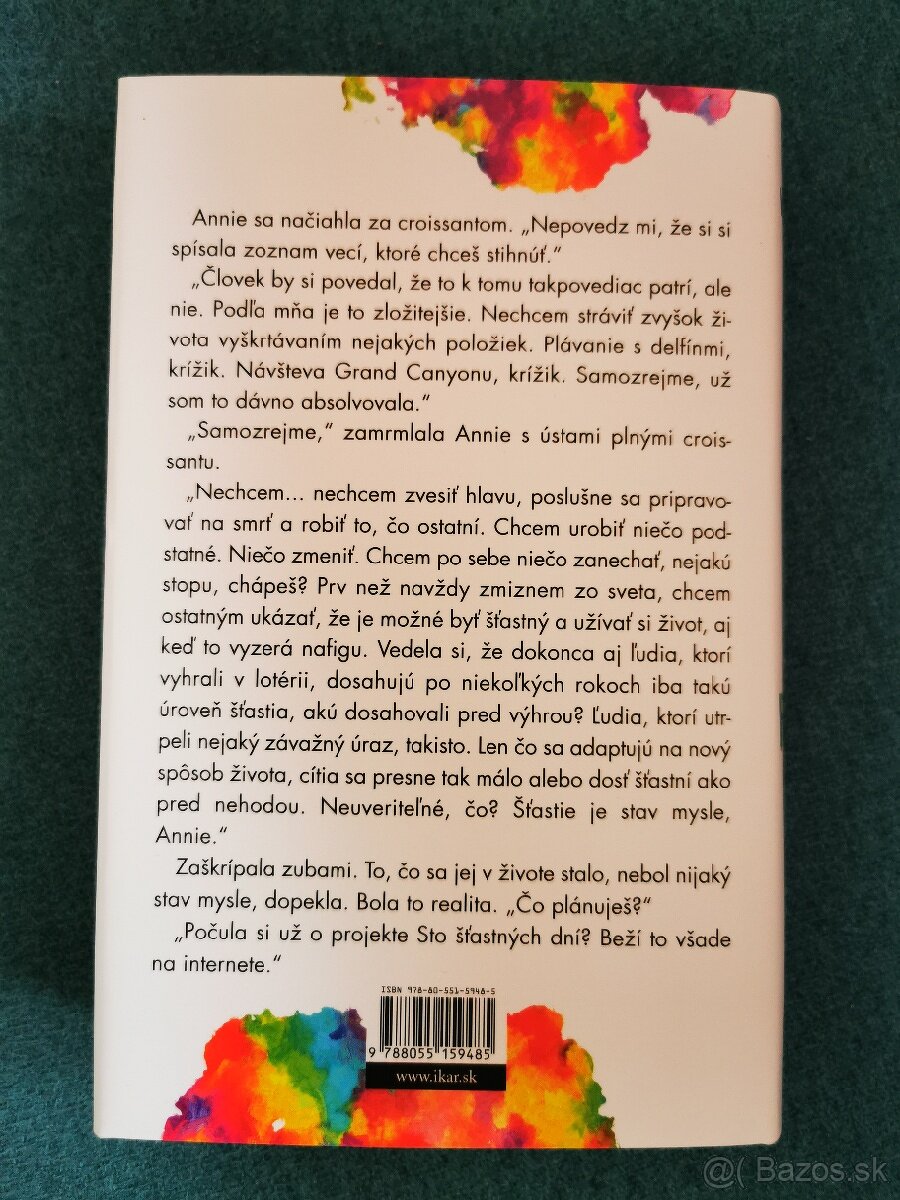 Annie sa načiahla za croissantom. „Nepovedz mi, že si si
spísala zoznam vecí, ktoré chceš stihnúť.“
„Človek by si povedal, že to k tomu takpovediac patrí, ale
nie. Podľa mňa je to zložitejšie. Nechcem stráviť zvyšok ži-
vota vyškrtávaním nejakých položiek. Plávanie s delfínmi,
krížik. Návšteva Grand Canyonu, krížik. Samozrejme, už
som to dávno absolvovala.“
„Samozrejme,“ zamrmlala Annie s ústami plnými crois-
santu.
„Nechcem... nechcem zvesiť hlavu, poslušne sa pripravo-
vať na smrť a robiť to, čo ostatní. Chcem urobiť niečo pod-
statné. Niečo zmeniť. Chcem po sebe niečo zanechať, nejakú
stopu, chápeš? Prv než navždy zmiznem zo sveta, chcem
ostatným ukázať, že je možné byť šťastný a užívať si život, aj
keď to vyzerá nafigu. Vedela si, že dokonca aj ľudia, ktorí
vyhrali v lotérii, dosahujú po niekoľkých rokoch iba takú
úroveň šťastia, akú dosahovali pred výhrou? Ľudia, ktorí utr-
peli nejaký závažný úraz, takisto. Len čo sa adaptujú na nový
spôsob života, cítia sa presne tak málo alebo dosť šťastní ako
pred nehodou. Neuveriteľné, čo? Šťastie je stav mysle,
Annie.“
Zaškrípala zubami. To, čo sa jej v živote stalo, nebol nijaký
stav mysle, dopekla. Bola to realita. „Čo plánuješ?“
„Počula si už o projekte Sto šťastných dní? Beží to všade
na internete.“
ISBN 978-80-551-5948-5
9 788055 159485
www.ikar.sk
@( Bazos.sk